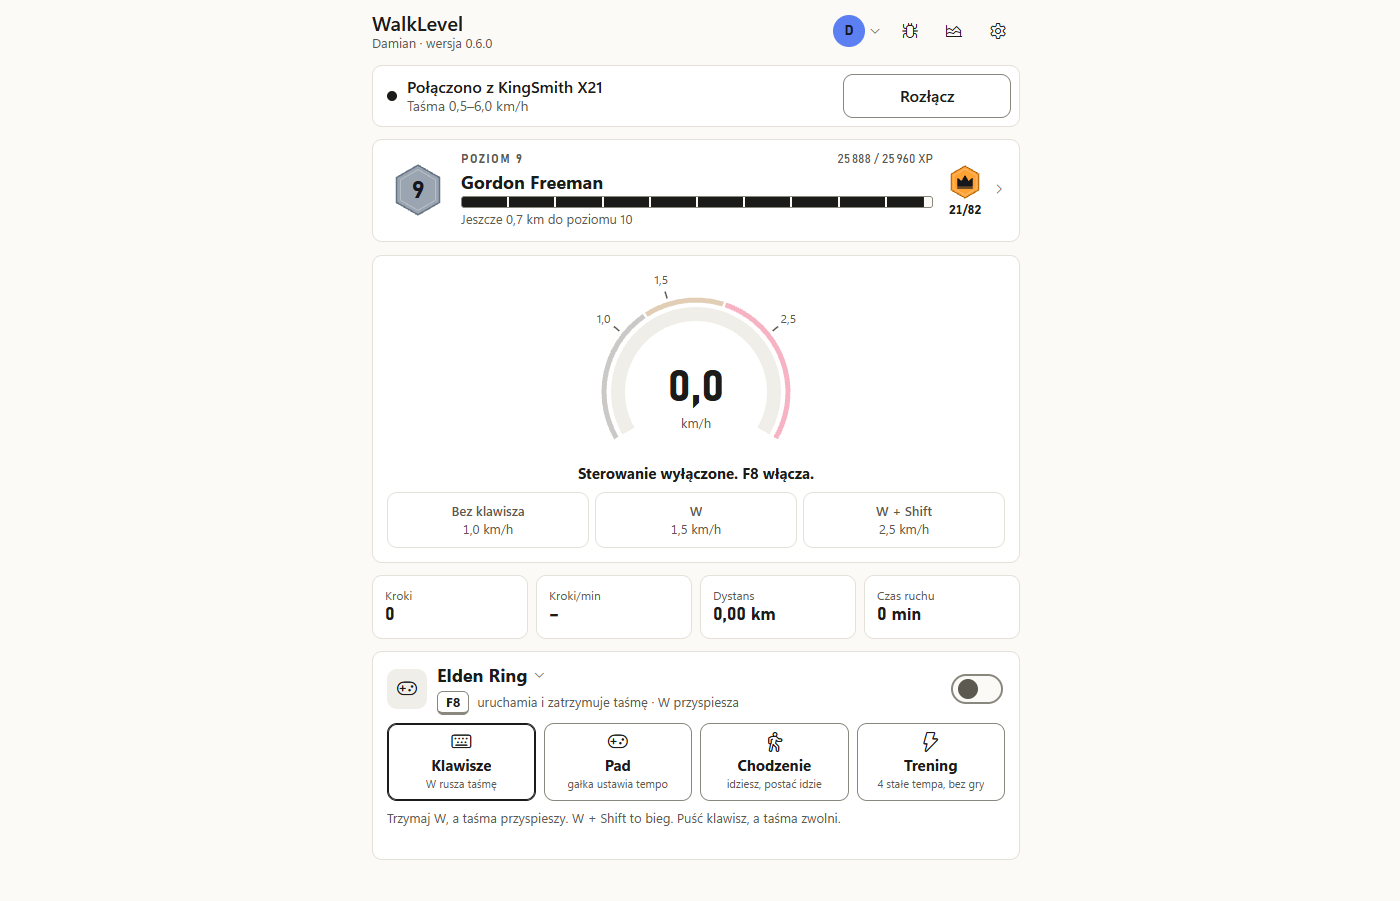 WalkLevel
Damian · wersja 0.6.0
D
Połączono z KingSmith X21
Taśma 0,5–6,0 km/h
Rozłącz
POZIOM 9
25 888 / 25 960 XP
9
Gordon Freeman
21/82
Jeszcze 0,7 km do poziomu 10
1,5
1,0
2,5
0,0
km/h
Sterowanie wyłączone. F8 włącza.
Bez klawisza
1,0 km/h
W
1,5 km/h
W + Shift
2,5 km/h
Kroki
0
Kroki/min
–
Dystans
0,00 km
Czas ruchu
0 min
Elden Ring
F8 uruchamia i zatrzymuje taśmę · W przyspiesza
Klawisze
W rusza taśmę
Pad
gałka ustawia tempo
Chodzenie
idziesz, postać idzie
Trening
4 stałe tempa, bez gry
Trzymaj W, a taśma przyspieszy. W + Shift to bieg. Puść klawisz, a taśma zwolni.